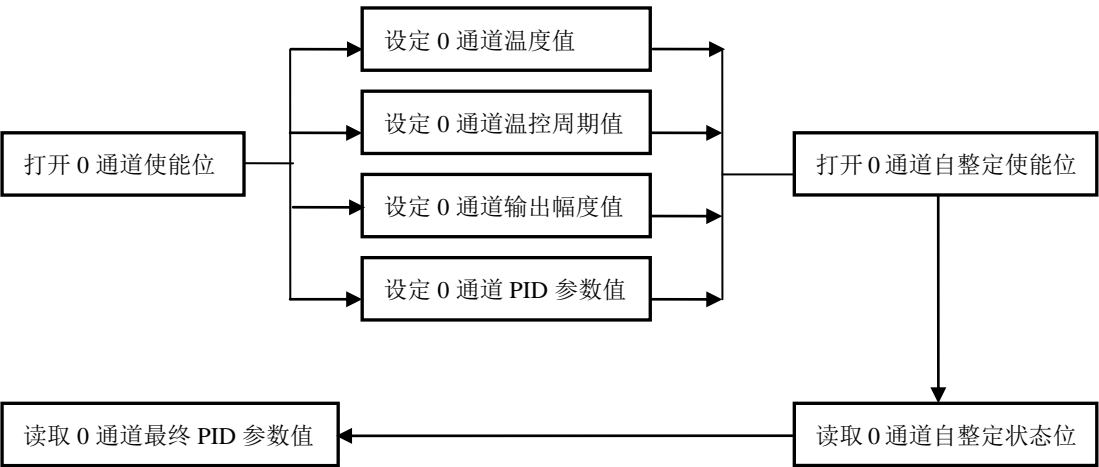 打开 0 通道使能位
设定 0 通道温度值
设定 0 通道温控周期值
设定 0 通道输出幅度值
设定 0 通道 PID 参数值
打开 0 通道自整定使能位
读取 0 通道自整定状态位
读取 0 通道最终 PID 参数值